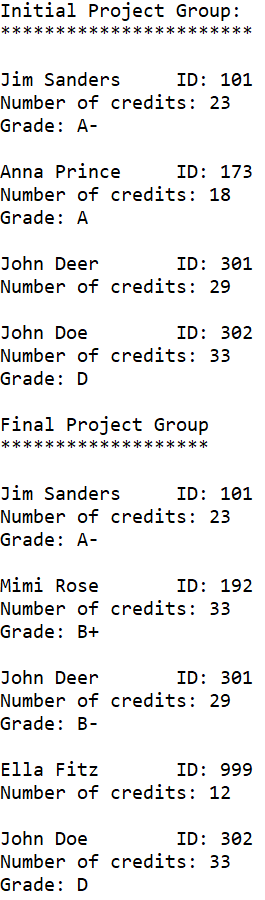 Initial Project Group:
***********************
Jim Sanders     ID: 101
Number of credits: 23
Grade: A-
Anna Prince     ID: 173
Number of credits: 18
Grade: A
John Deer       ID: 301
Number of credits: 29
John Doe        ID: 302
Number of credits: 33
Grade: D
Final Project Group
*******************
Jim Sanders     ID: 101
Number of credits: 23
Grade: A-
Mimi Rose       ID: 192
Number of credits: 33
Grade: B+
John Deer       ID: 301
Number of credits: 29
Grade: B-
Ella Fitz       ID: 999
Number of credits: 12
John Doe        ID: 302
Number of credits: 33
Grade: D